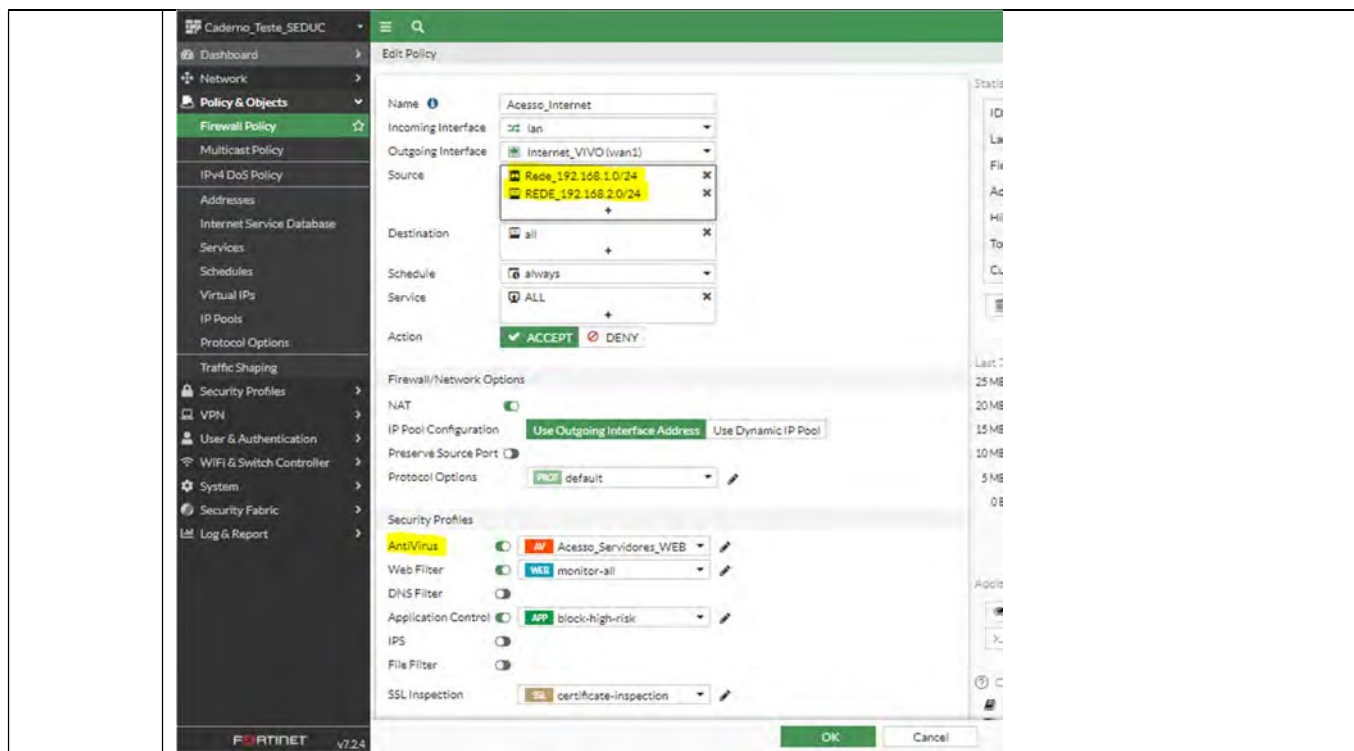 Caderno_Teste_SEDUC
Dashboard
Edit Policy
Network
Policy & Objects
Firewall Policy
Multicast Policy
IPv4 DoS Policy
Addresses
Internet Service Database
Services
Schedules
Virtual IPs
IP Pools
Protocol Options
Traffic Shaping
Security Profiles
VPN
User & Authentication
WiFi & Switch Controller
System
Security Fabric
Log & Report
FORTINET v7.2.4
Name Acesso_Internet
Incoming Interface lan
Outgoing Interface Internet_VIVO (wan1)
Source Rede_192.168.1.0/24
REDE_192.168.2.0/24
+
Destination all
+
Schedule always
Service ALL
+
Action ACCEPT DENY
Firewall/Network Options
NAT
IP Pool Configuration Use Outgoing Interface Address Use Dynamic IP Pool
Preserve Source Port
Protocol Options PROT default
Security Profiles
AntiVirus AV Acesso_Servidores_WEB
Web Filter WEB monitor-all
DNS Filter
Application Control APP block-high-risk
IPS
File Filter
SSL Inspection SSL certificate-inspection
OK Cancel
25 MB
20 MB
15 MB
10 MB
5 MB